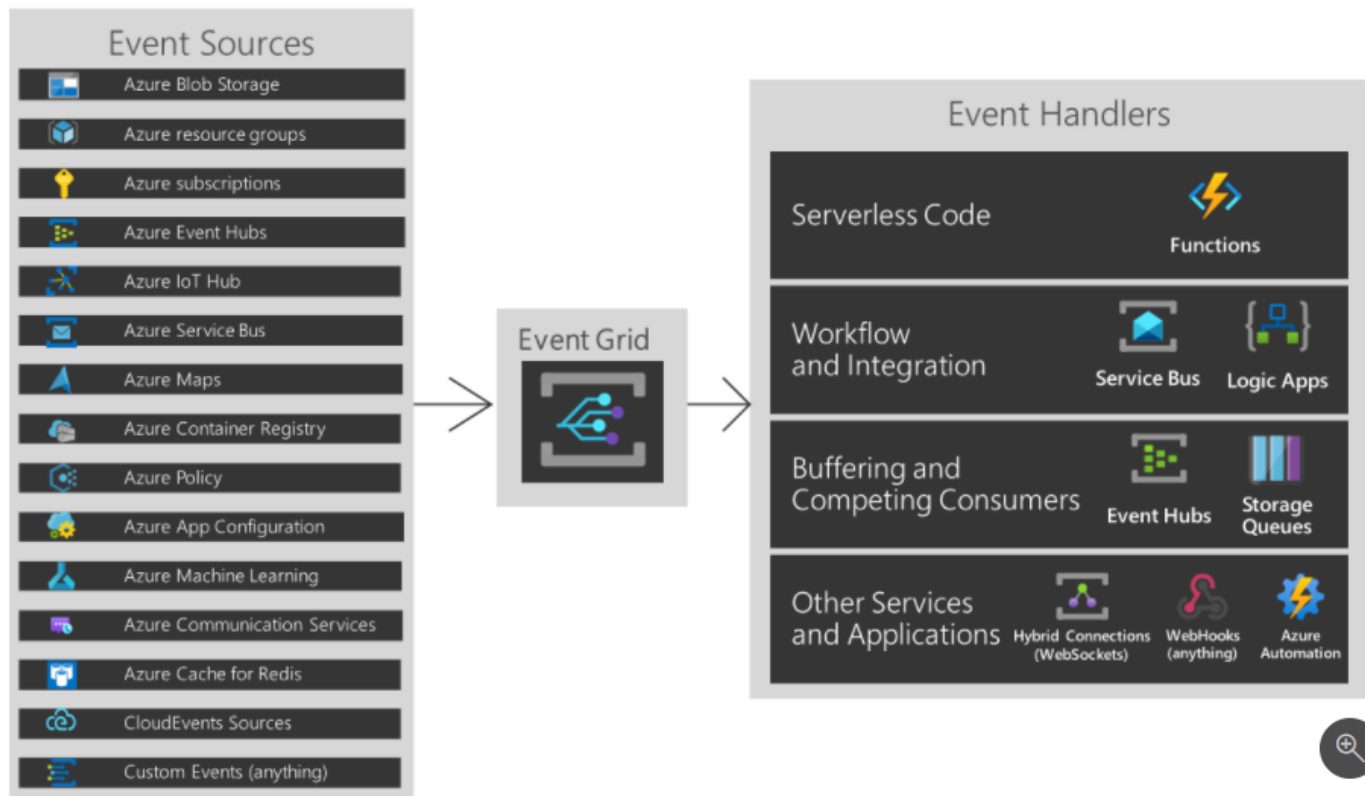 Event Sources
Azure Blob Storage
Azure resource groups
Azure subscriptions
Azure Event Hubs
Azure IoT Hub
Azure Service Bus
Azure Maps
Azure Container Registry
Azure Policy
Azure App Configuration
Azure Machine Learning
Azure Communication Services
Azure Cache for Redis
CloudEvents Sources
Custom Events (anything)
Event Grid
Event Handlers
Serverless Code
Functions
Workflow
and Integration
Service Bus
Logic Apps
Buffering and
Competing Consumers
Event Hubs
Storage
Queues
Other Services
and Applications
Hybrid Connections
(WebSockets)
WebHooks
(anything)
Azure
Automation